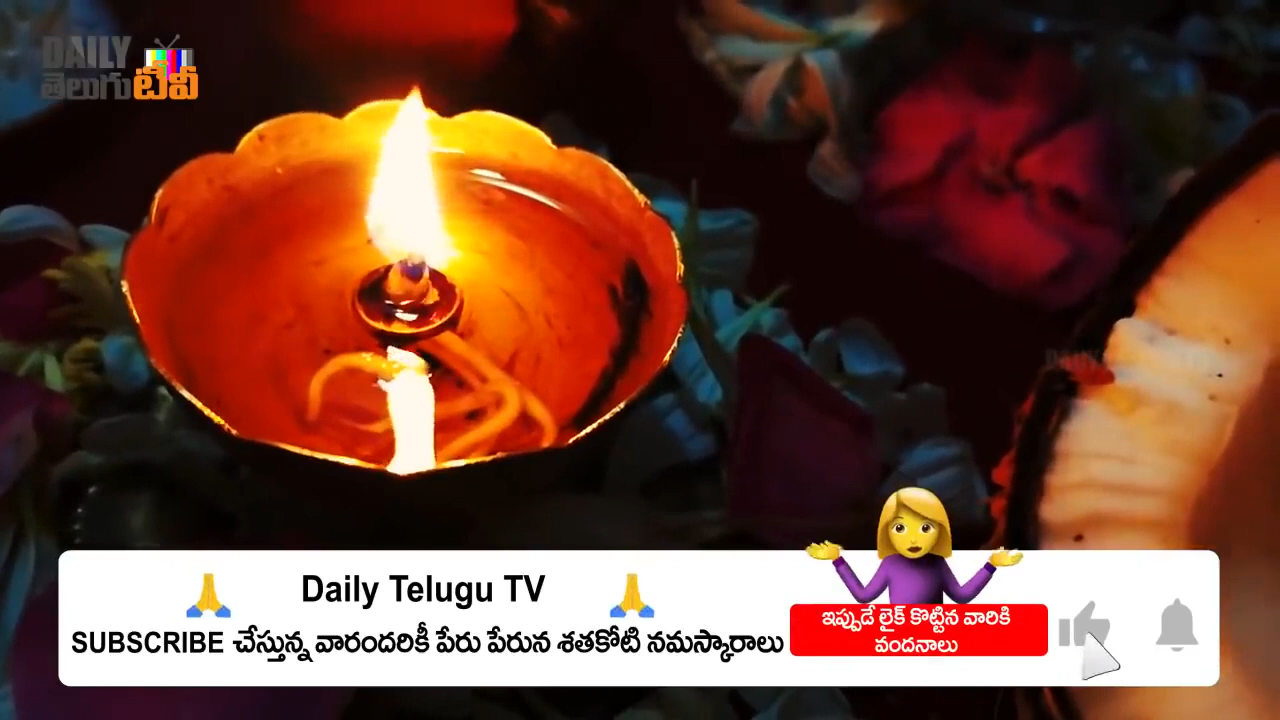 DAILY
తెలుగు టీవీ
Daily Telugu TV
SUBSCRIBE చేస్తున్న వారందరికీ పేరు పేరున శతకోటి నమస్కారాలు
ఇప్పుడే లైక్ కొట్టిన వారికి
వందనాలు